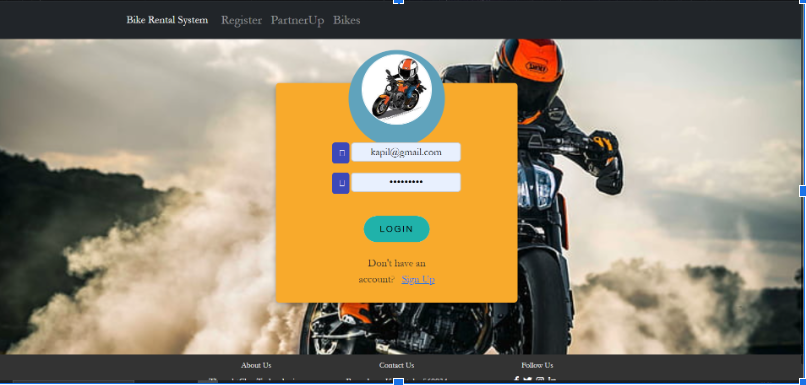 Bike Rental System Register PartnerUp Bikes
kapil@gmail.com
•••••••••
LOGIN
Don't have an
account? Sign Up
About Us Contact Us Follow Us